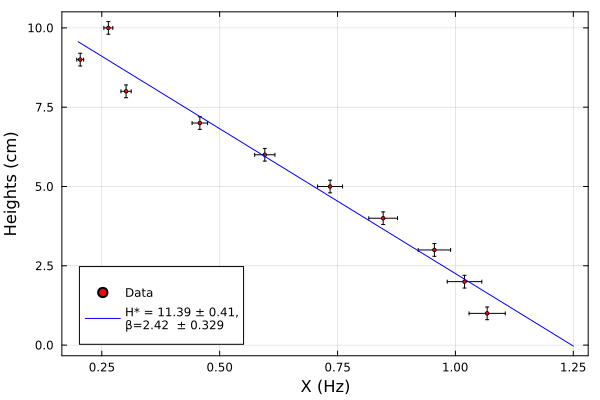 10.0
7.5
5.0
2.5
0.0
Heights (cm)
Data
H* = 11.39 ± 0.41,
β=2.42 ± 0.329
0.25 0.50 0.75 1.00 1.25
X (Hz)